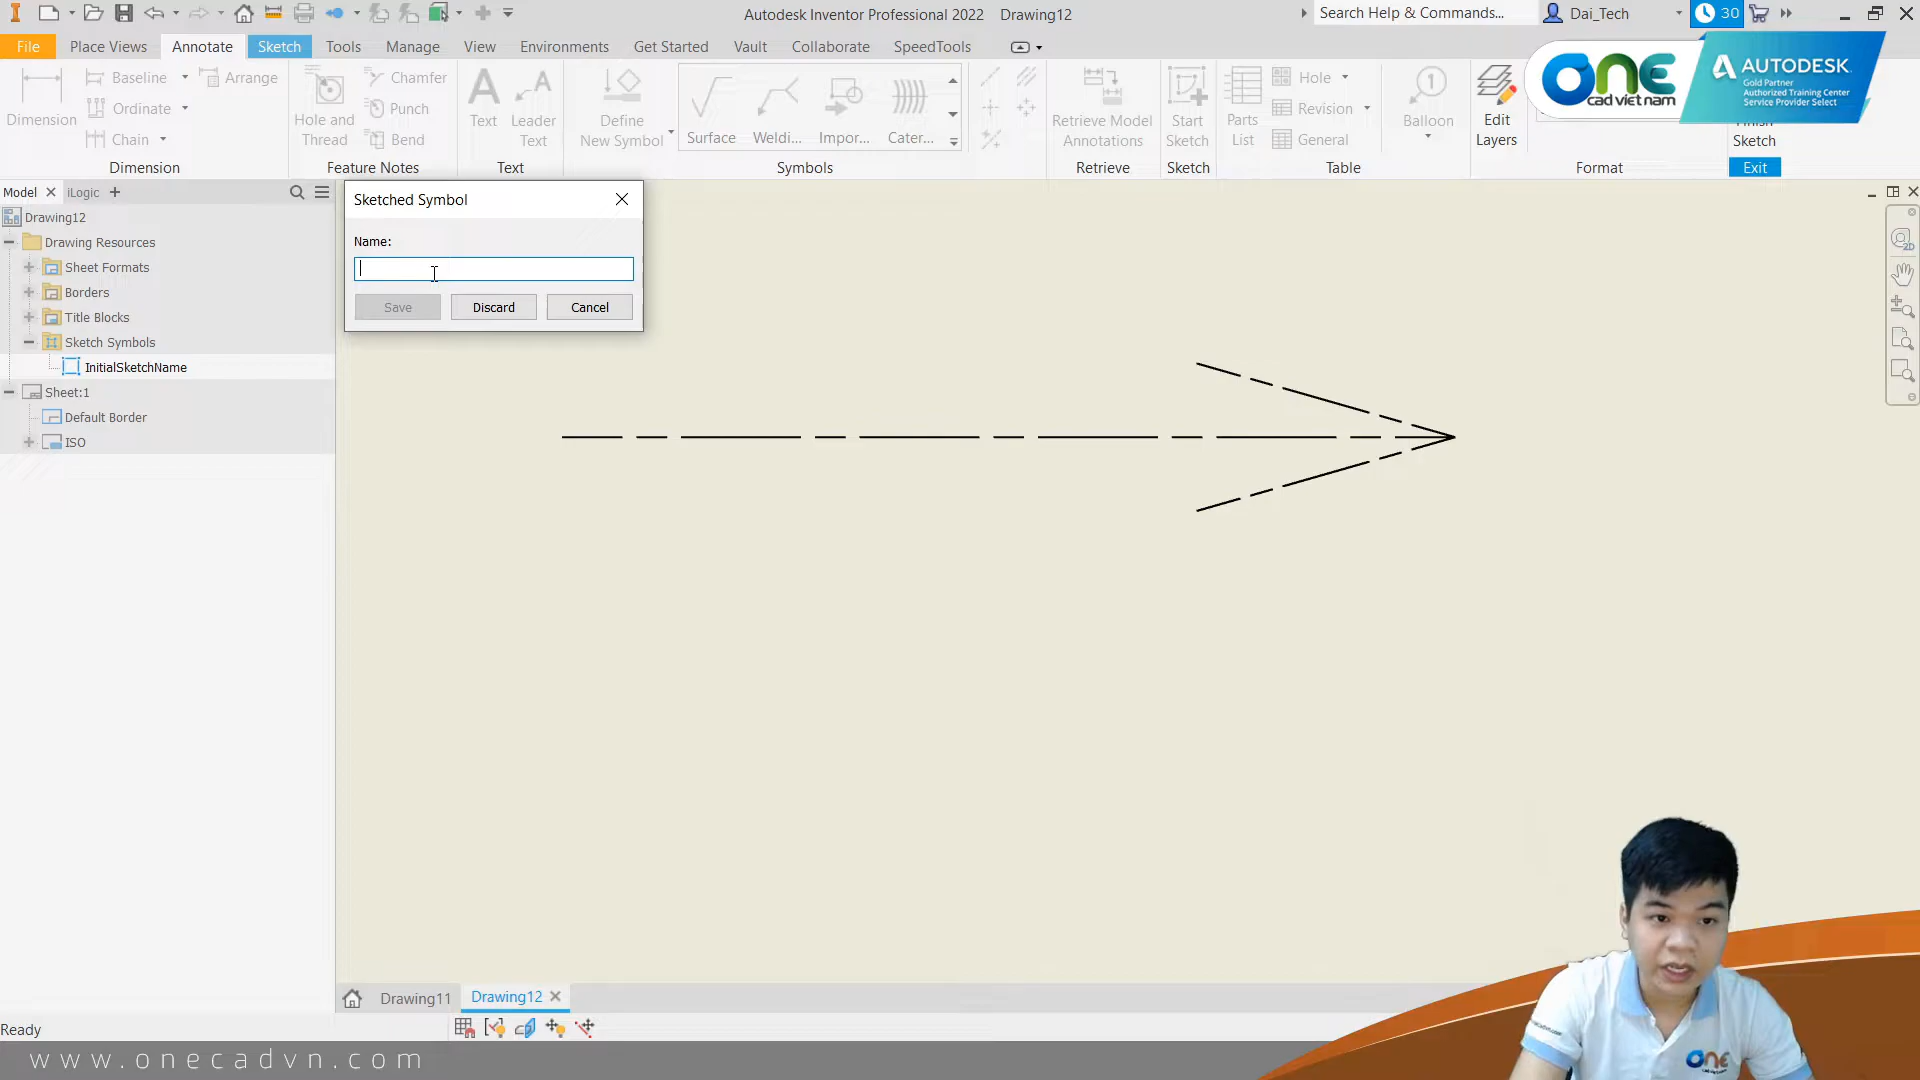 Autodesk Inventor Professional 2022 Drawing12
Search Help & Commands...
Dai_Tech
30
File Place Views Annotate Sketch Tools Manage View Environments Get Started Vault Collaborate SpeedTools
Dimension
Baseline
Ordinate
Chain
Arrange
Dimension
Hole and
Thread
Chamfer
Punch
Bend
Feature Notes
Text
Leader
Text
Text
Define
New Symbol
Surface
Weldi...
Impor...
Cater...
Symbols
Retrieve Model
Annotations
Retrieve
Start
Sketch
Sketch
Parts
List
Hole
Revision
General
Table
1
Balloon
Edit
Layers
Format
Finish
Sketch
Exit
one
cad viet nam
A AUTODESK
Gold Partner
Authorized Training Center
Service Provider Select
Model
iLogic
Drawing12
Drawing Resources
Sheet Formats
Borders
Title Blocks
Sketch Symbols
InitialSketchName
Sheet:1
Default Border
ISO
Sketched Symbol
Name:
Save
Discard
Cancel
2D
Drawing11
Drawing12
Ready
www.onecadvn.com
one